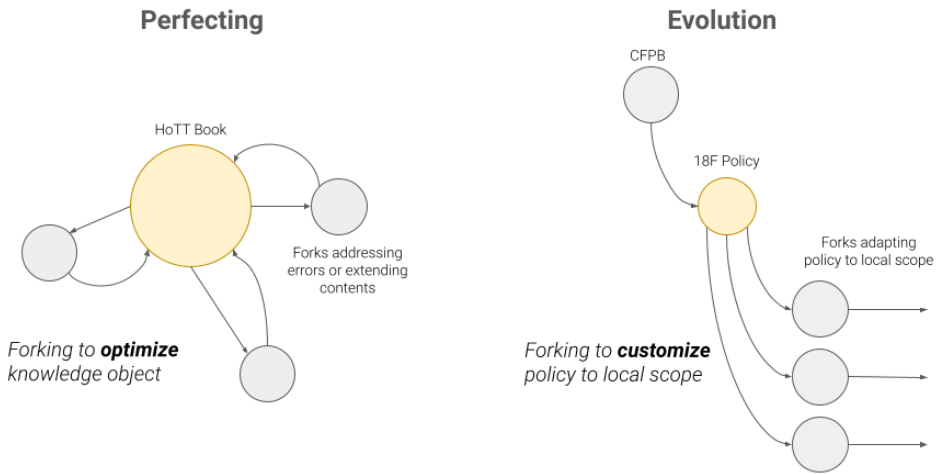 Perfecting
HoTT Book
Forks addressing
errors or extending
contents
Forking to optimize
knowledge object
Evolution
CFPB
18F Policy
Forks adapting
policy to local scope
Forking to customize
policy to local scope